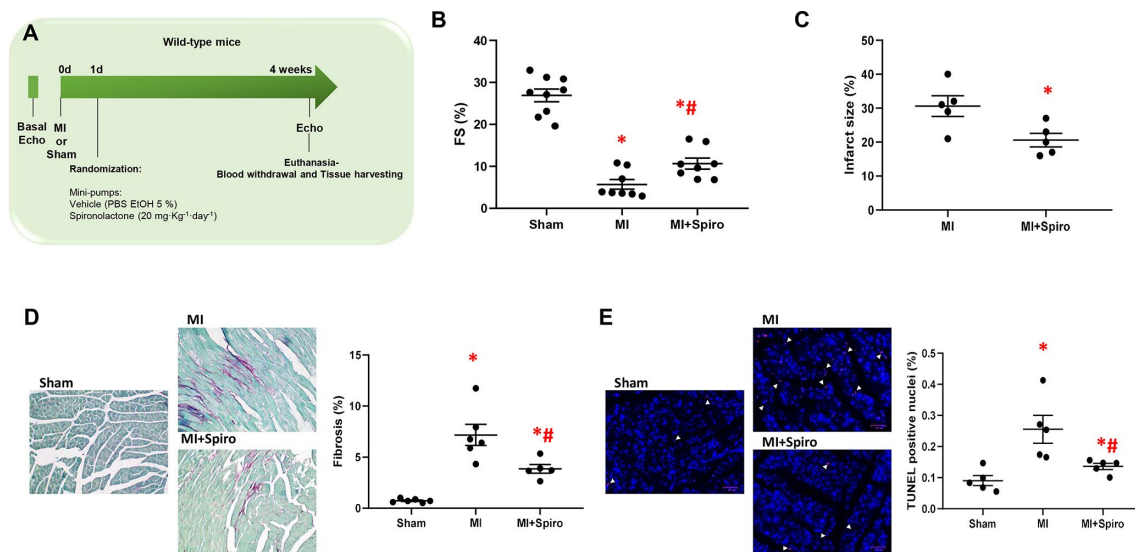 A
Wild-type mice
0d 1d 4 weeks
Basal Echo
MI or Sham
Echo
Randomization:
Euthanasia-
Blood withdrawal and Tissue harvesting
Mini-pumps:
Vehicle (PBS EtOH 5 %)
Spironolactone (20 mg·Kg⁻¹·day⁻¹)
B
FS (%)
40
30
20
10
0
*
*#
Sham MI MI+Spiro
C
Infarct size (%)
50
40
30
20
10
0
*
MI MI+Spiro
D
Sham
MI
MI+Spiro
Fibrosis (%)
15
10
5
0
*
*#
Sham MI MI+Spiro
E
Sham
MI
MI+Spiro
TUNEL positive nuclei (%)
0.5
0.4
0.3
0.2
0.1
0.0
*
*#
Sham MI MI+Spiro